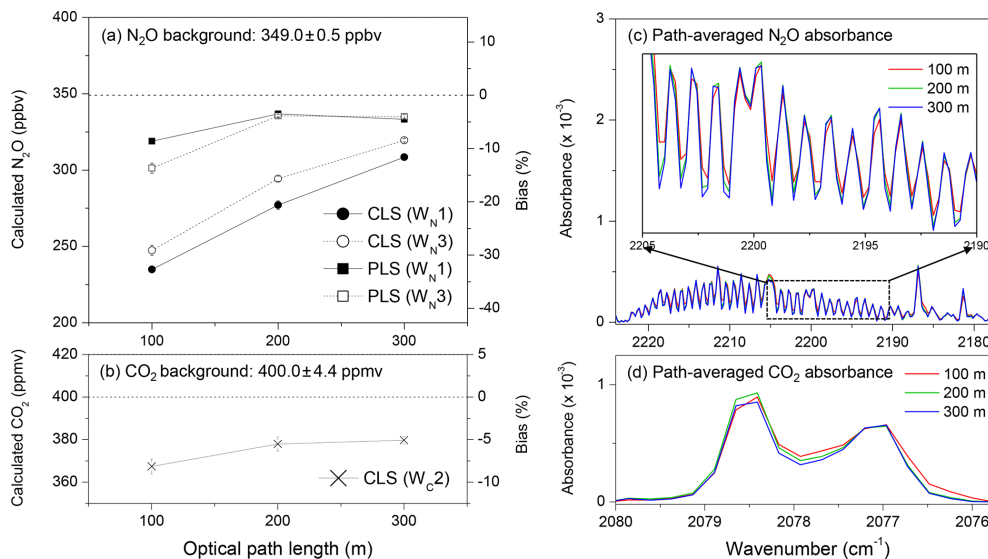 (a) N₂O background: 349.0±0.5 ppbv
Calculated N₂O (ppbv)
400
350
300
250
200
Bias (%)
10
0
-10
-20
-30
-40
CLS (W_N1)
CLS (W_N3)
PLS (W_N1)
PLS (W_N3)
(b) CO₂ background: 400.0±4.4 ppmv
Calculated CO₂ (ppmv)
420
400
380
360
Bias (%)
5
0
-5
-10
CLS (W_C2)
100
200
300
Optical path length (m)
(c) Path-averaged N₂O absorbance
Absorbance (x 10⁻³)
3
2
1
0
100 m
200 m
300 m
2205
2200
2195
2190
2220
2210
2200
2190
2180
(d) Path-averaged CO₂ absorbance
Absorbance (x 10⁻³)
1
0
100 m
200 m
300 m
2080
2079
2078
2077
2076
Wavenumber (cm⁻¹)